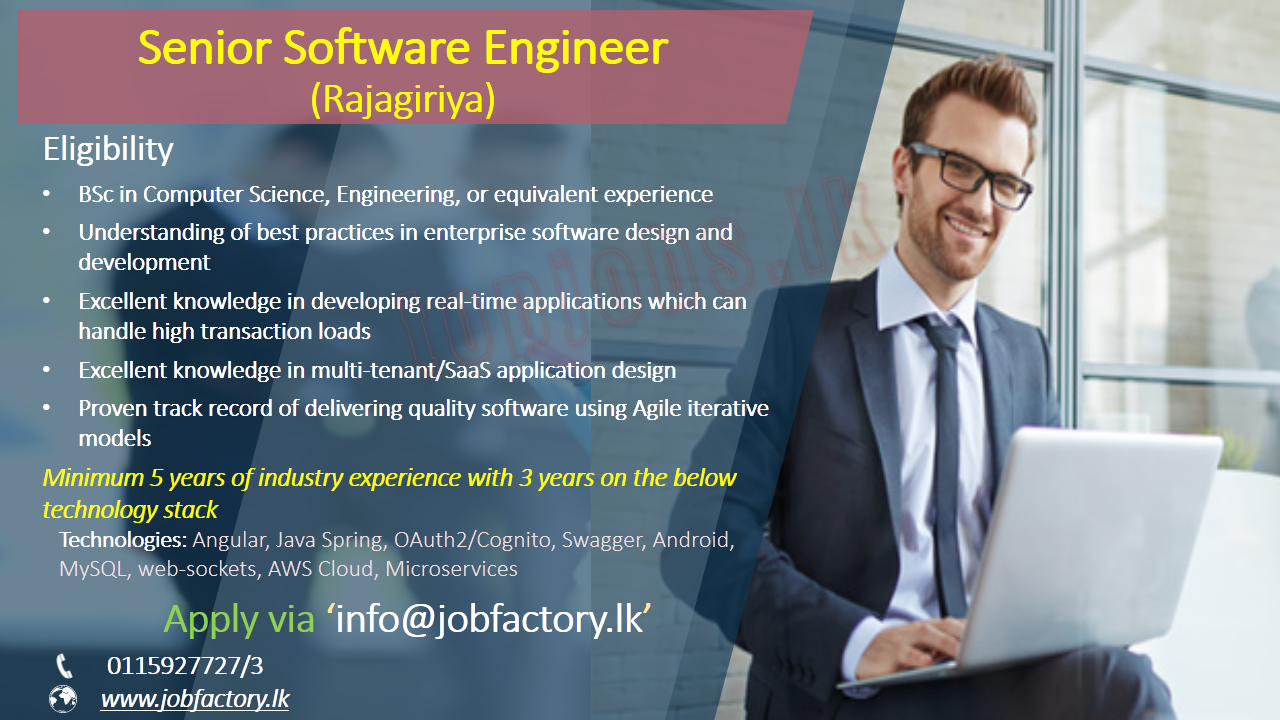 Senior Software Engineer
(Rajagiriya)
Eligibility
• BSc in Computer Science, Engineering, or equivalent experience
• Understanding of best practices in enterprise software design and
development
• Excellent knowledge in developing real-time applications which can
handle high transaction loads
• Excellent knowledge in multi-tenant/SaaS application design
• Proven track record of delivering quality software using Agile iterative
models
Minimum 5 years of industry experience with 3 years on the below
technology stack
Technologies: Angular, Java Spring, OAuth2/Cognito, Swagger, Android,
MySQL, web-sockets, AWS Cloud, Microservices
Apply via ‘info@jobfactory.lk’
0115927727/3
www.jobfactory.lk
topjobs.lk